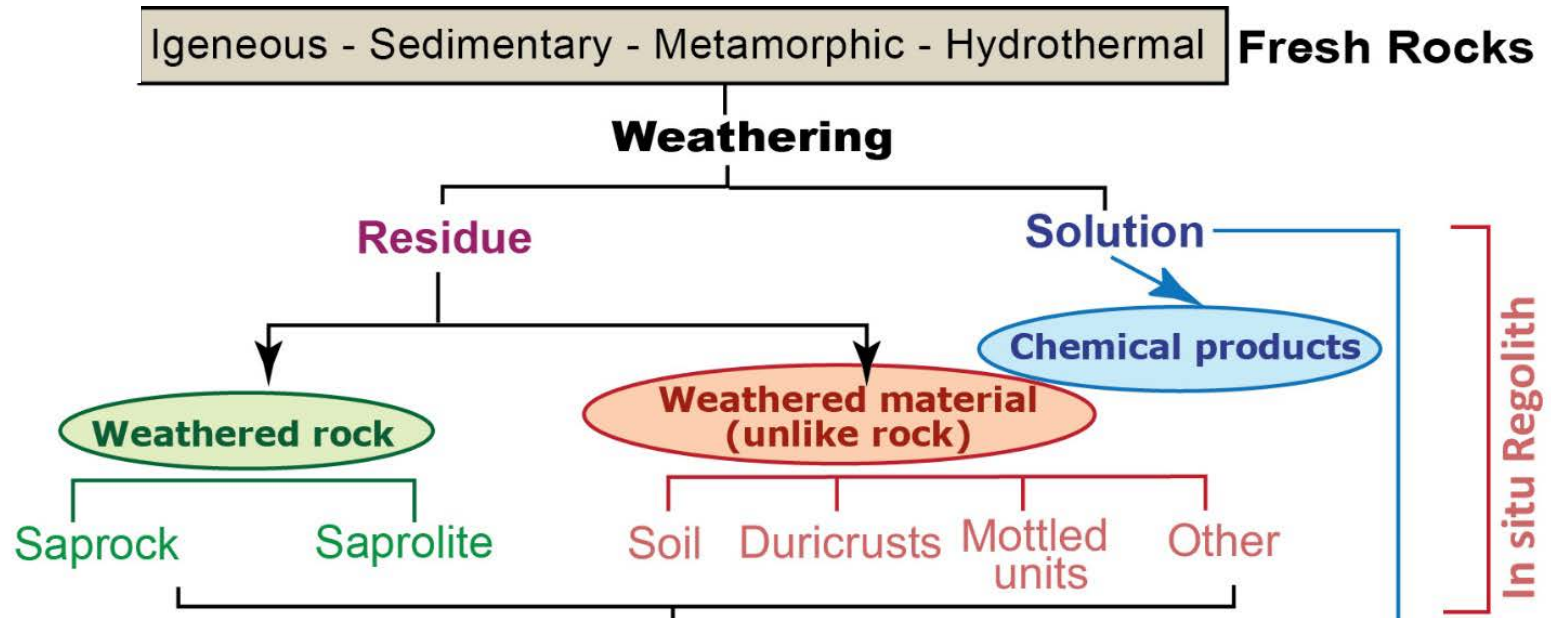 Igeneous - Sedimentary - Metamorphic - Hydrothermal
Fresh Rocks
Weathering
Residue
Solution
Chemical products
Weathered rock
Weathered material
(unlike rock)
Saprock
Saprolite
Soil
Duricrusts
Mottled
units
Other
In situ Regolith